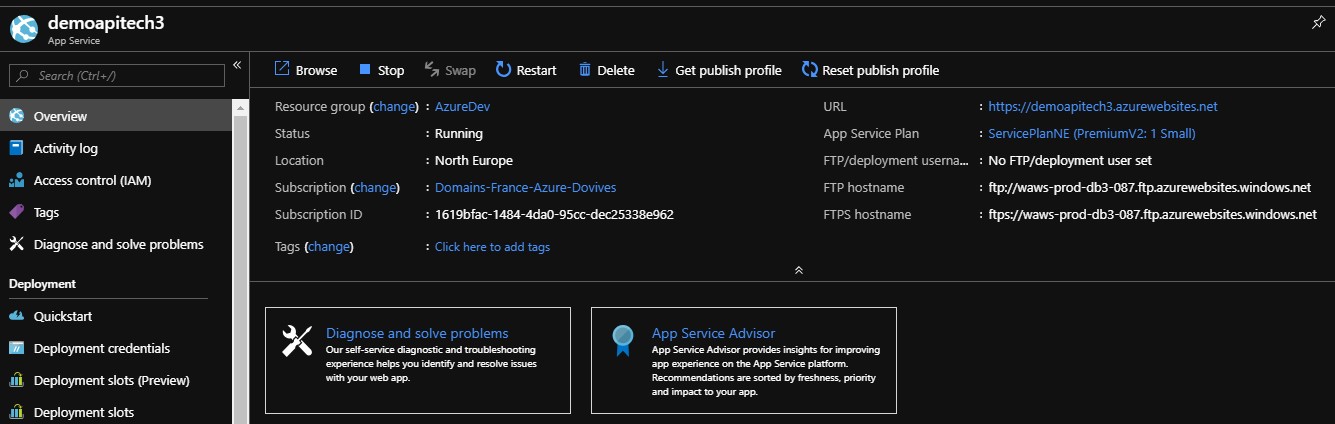 demoapitech3
App Service
Search (Ctrl+/)
Overview
Activity log
Access control (IAM)
Tags
Diagnose and solve problems
Deployment
Quickstart
Deployment credentials
Deployment slots (Preview)
Deployment slots
Browse Stop Swap Restart Delete Get publish profile Reset publish profile
Resource group (change) : AzureDev
Status : Running
Location : North Europe
Subscription (change) : Domains-France-Azure-Dovives
Subscription ID : 1619bfac-1484-4da0-95cc-dec25338e962
Tags (change) : Click here to add tags
URL : https://demoapitech3.azurewebsites.net
App Service Plan : ServicePlanNE (PremiumV2: 1 Small)
FTP/deployment userna... : No FTP/deployment user set
FTP hostname : ftp://waws-prod-db3-087.ftp.azurewebsites.windows.net
FTPS hostname : ftps://waws-prod-db3-087.ftp.azurewebsites.windows.net
Diagnose and solve problems
Our self-service diagnostic and troubleshooting
experience helps you identify and resolve issues
with your web app.
App Service Advisor
App Service Advisor provides insights for improving
app experience on the App Service platform.
Recommendations are sorted by freshness, priority
and impact to your app.